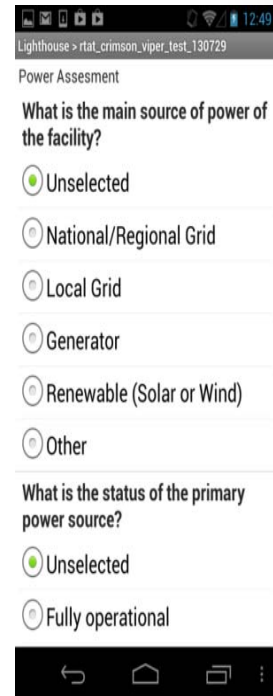 12:49
Lighthouse > rtat_crimson_viper_test_130729
Power Assesment
What is the main source of power of
the facility?
Unselected
National/Regional Grid
Local Grid
Generator
Renewable (Solar or Wind)
Other
What is the status of the primary
power source?
Unselected
Fully operational